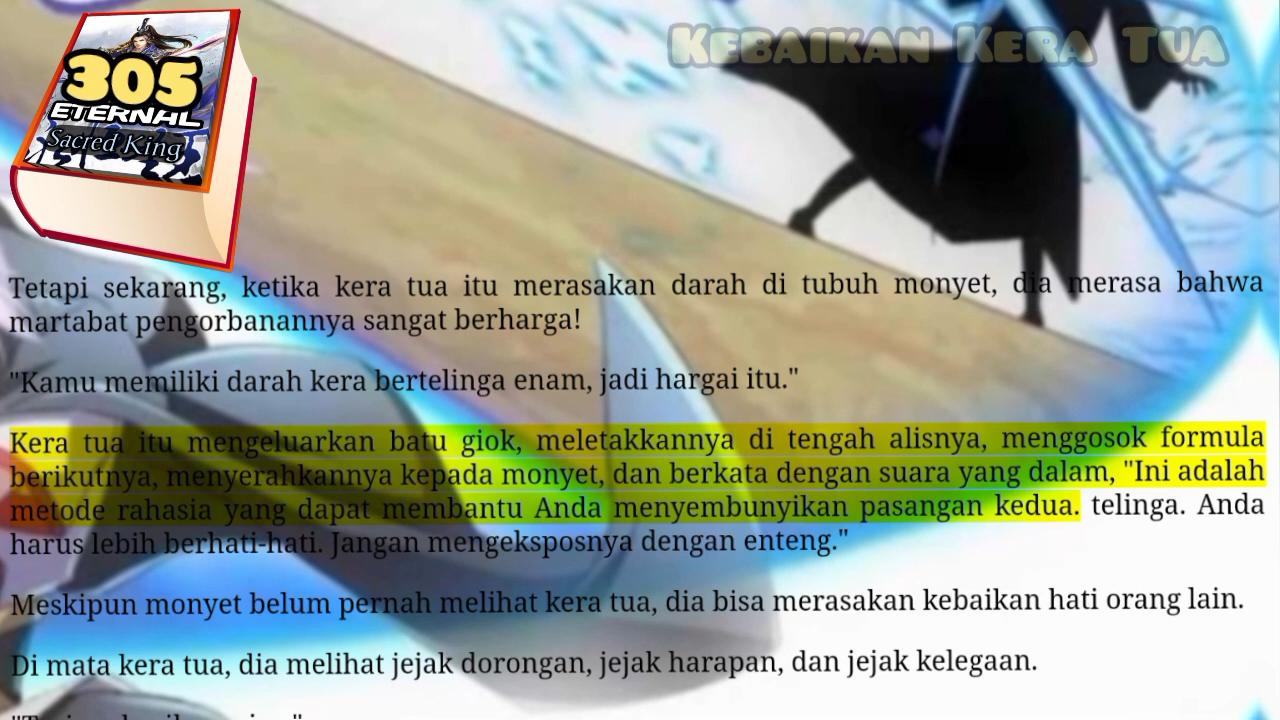 Kebaikan Kera Tua
305
ETERNAL
Sacred King
Tetapi sekarang, ketika kera tua itu merasakan darah di tubuh monyet, dia merasa bahwa
martabat pengorbanannya sangat berharga!
"Kamu memiliki darah kera bertelinga enam, jadi hargai itu."
Kera tua itu mengeluarkan batu giok, meletakkannya di tengah alisnya, menggosok formula
berikutnya, menyerahkannya kepada monyet, dan berkata dengan suara yang dalam, "Ini adalah
metode rahasia yang dapat membantu Anda menyembunyikan pasangan kedua. telinga. Anda
harus lebih berhati-hati. Jangan mengeksposnya dengan enteng."
Meskipun monyet belum pernah melihat kera tua, dia bisa merasakan kebaikan hati orang lain.
Di mata kera tua, dia melihat jejak dorongan, jejak harapan, dan jejak kelegaan.